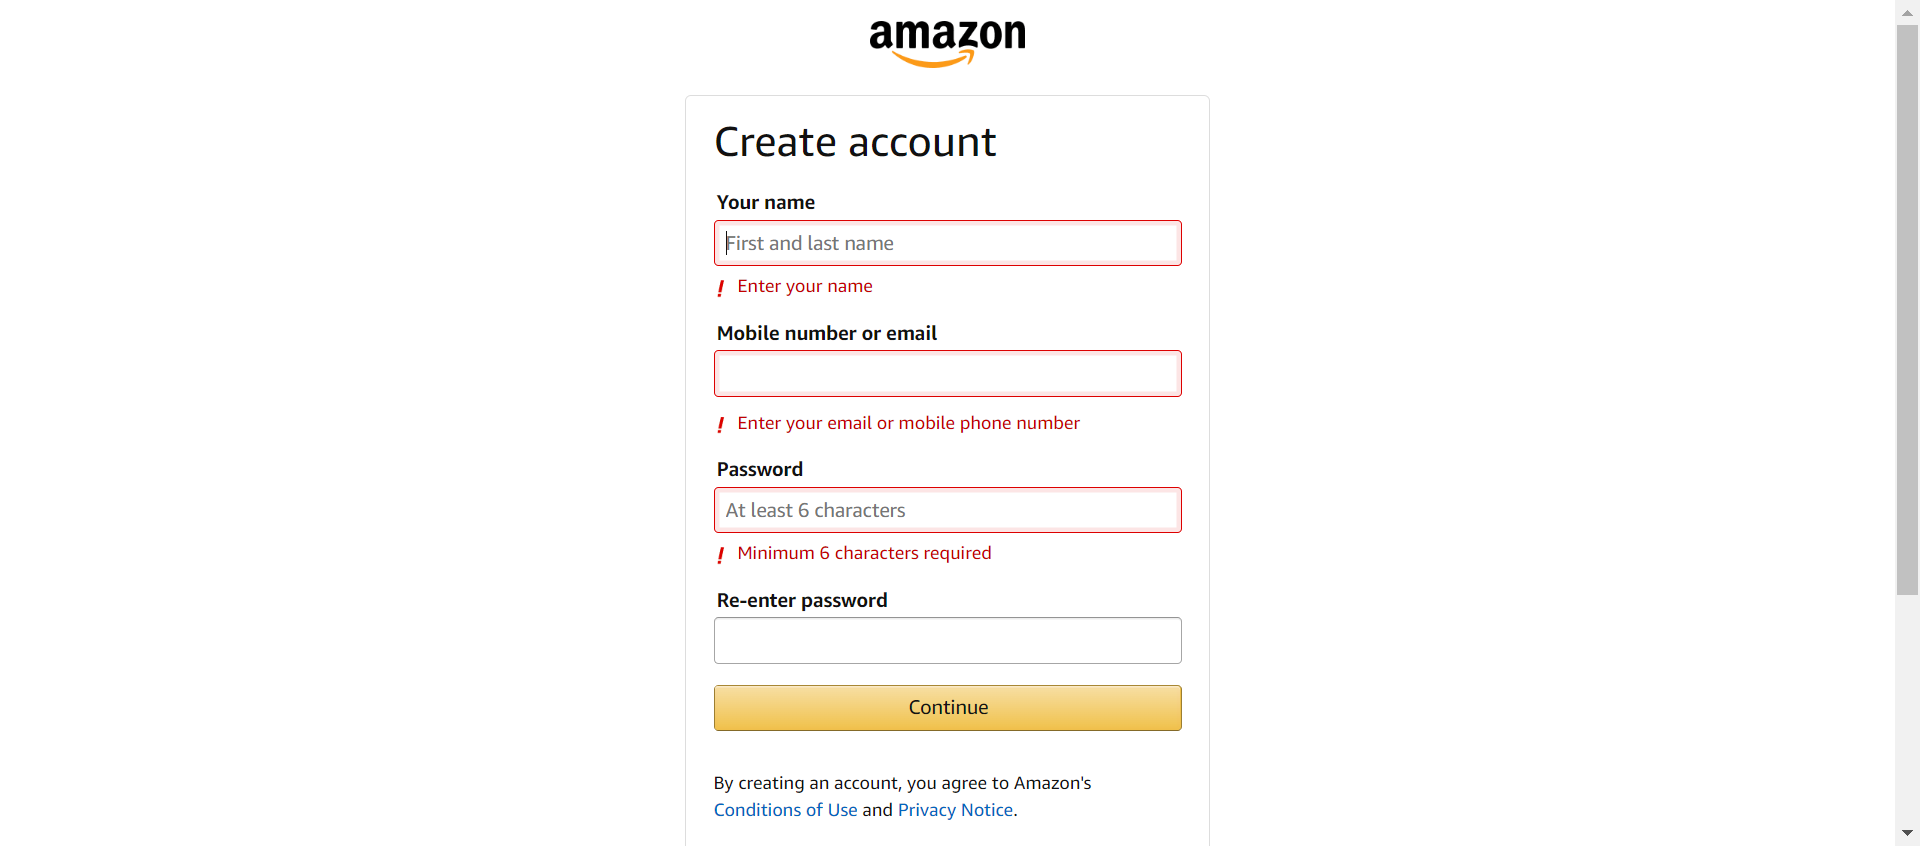 amazon
Create account
Your name
First and last name
! Enter your name
Mobile number or email
! Enter your email or mobile phone number
Password
At least 6 characters
! Minimum 6 characters required
Re-enter password
Continue
By creating an account, you agree to Amazon's
Conditions of Use and Privacy Notice.